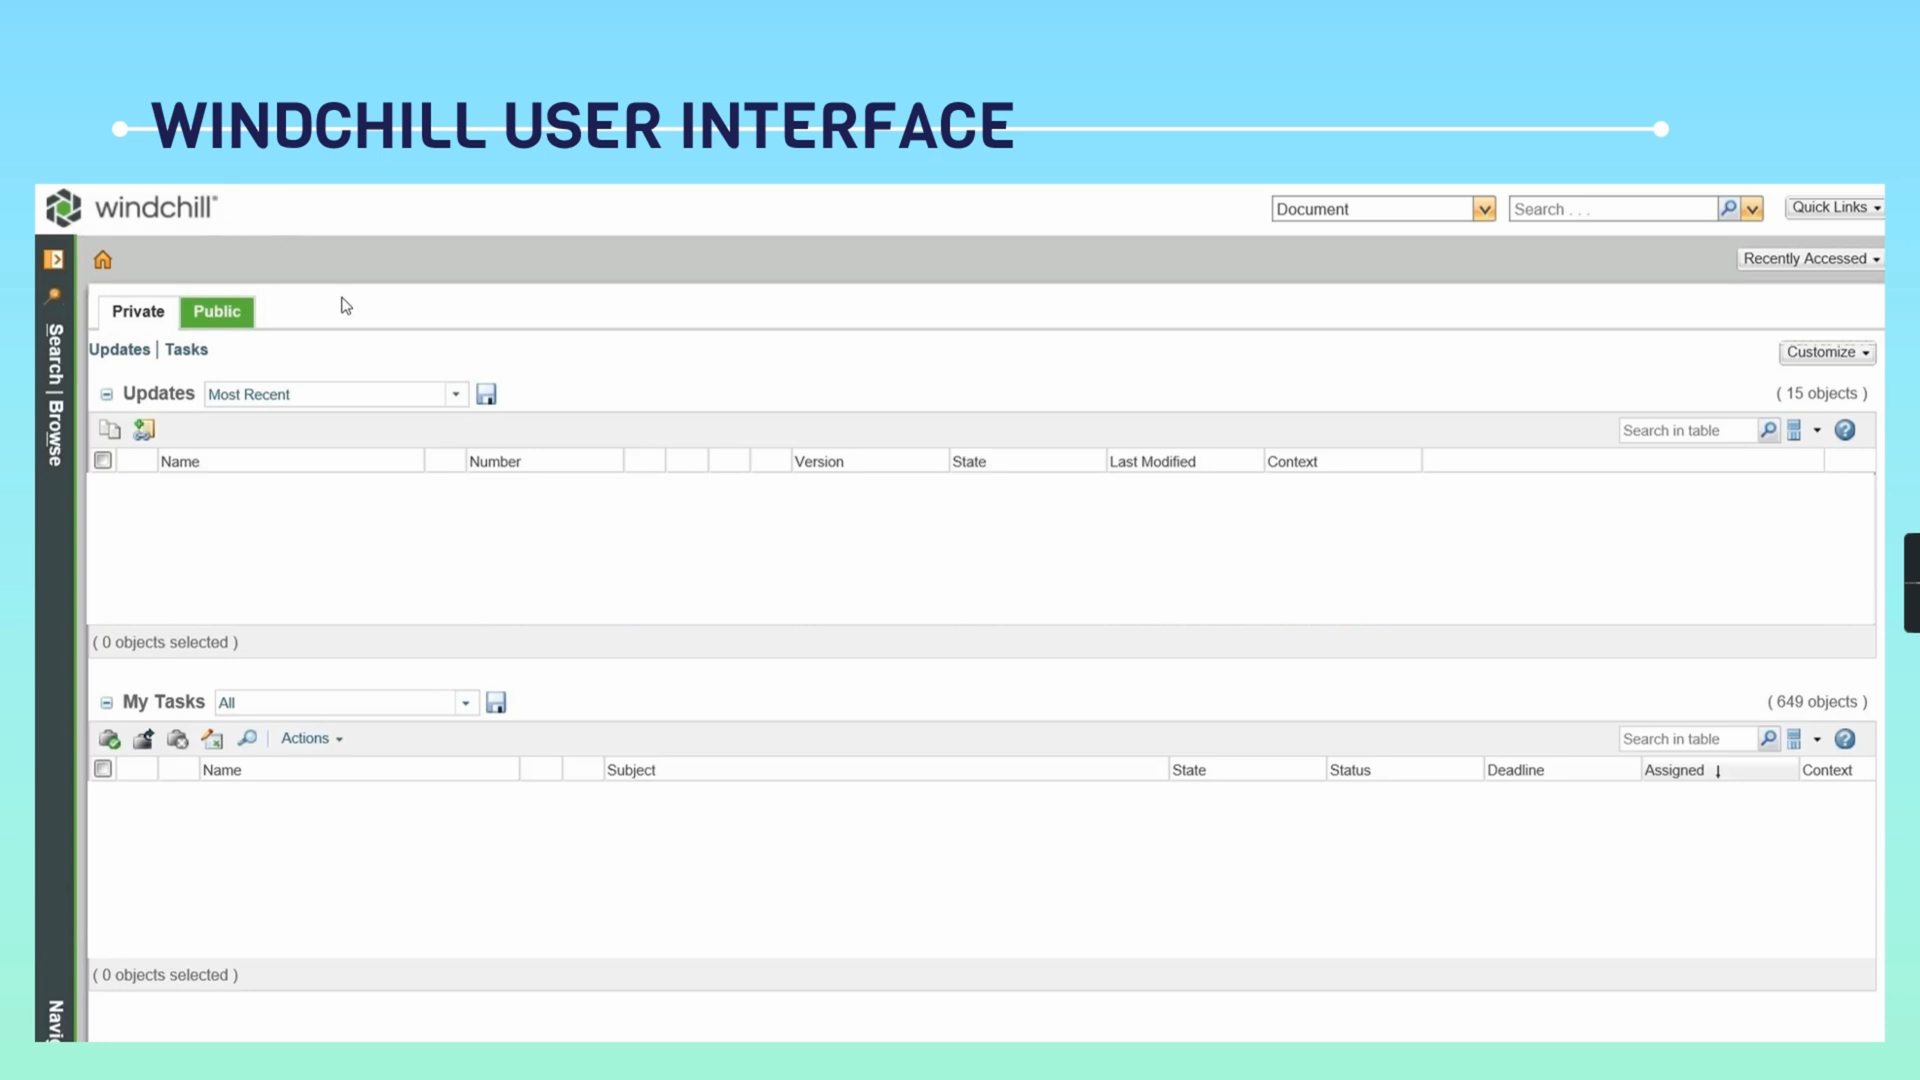 WINDCHILL USER INTERFACE
windchill®
Document
Search . . .
Quick Links
Recently Accessed
Search | Browse
Private
Public
Updates | Tasks
Customize
Updates
Most Recent
( 15 objects )
Search in table
Name
Number
Version
State
Last Modified
Context
( 0 objects selected )
My Tasks
All
( 649 objects )
Actions
Search in table
Name
Subject
State
Status
Deadline
Assigned
Context
( 0 objects selected )